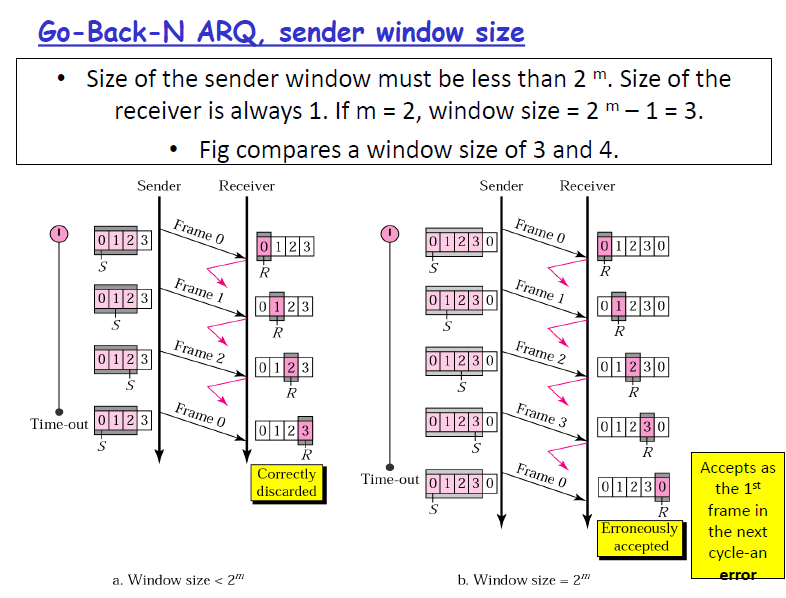 Go-Back-N ARQ, sender window size
• Size of the sender window must be less than 2 ᵐ. Size of the
receiver is always 1. If m = 2, window size = 2 ᵐ – 1 = 3.
• Fig compares a window size of 3 and 4.
Sender Receiver
Frame 0
0 1 2 3
0 1 2 3
S
R
Frame 1
0 1 2 3
0 1 2 3
S
R
Frame 2
0 1 2 3
0 1 2 3
S
R
Time-out
Frame 0
0 1 2 3
0 1 2 3
S
R
Correctly
discarded
a. Window size < 2ᵐ
Sender Receiver
Frame 0
0 1 2 3 0
0 1 2 3 0
S
R
Frame 1
0 1 2 3 0
0 1 2 3 0
S
R
Frame 2
0 1 2 3 0
0 1 2 3 0
S
R
Frame 3
0 1 2 3 0
0 1 2 3 0
S
R
Time-out
Frame 0
0 1 2 3 0
0 1 2 3 0
S
R
Erroneously
accepted
b. Window size = 2ᵐ
Accepts as
the 1ˢᵗ
frame in
the next
cycle-an
error